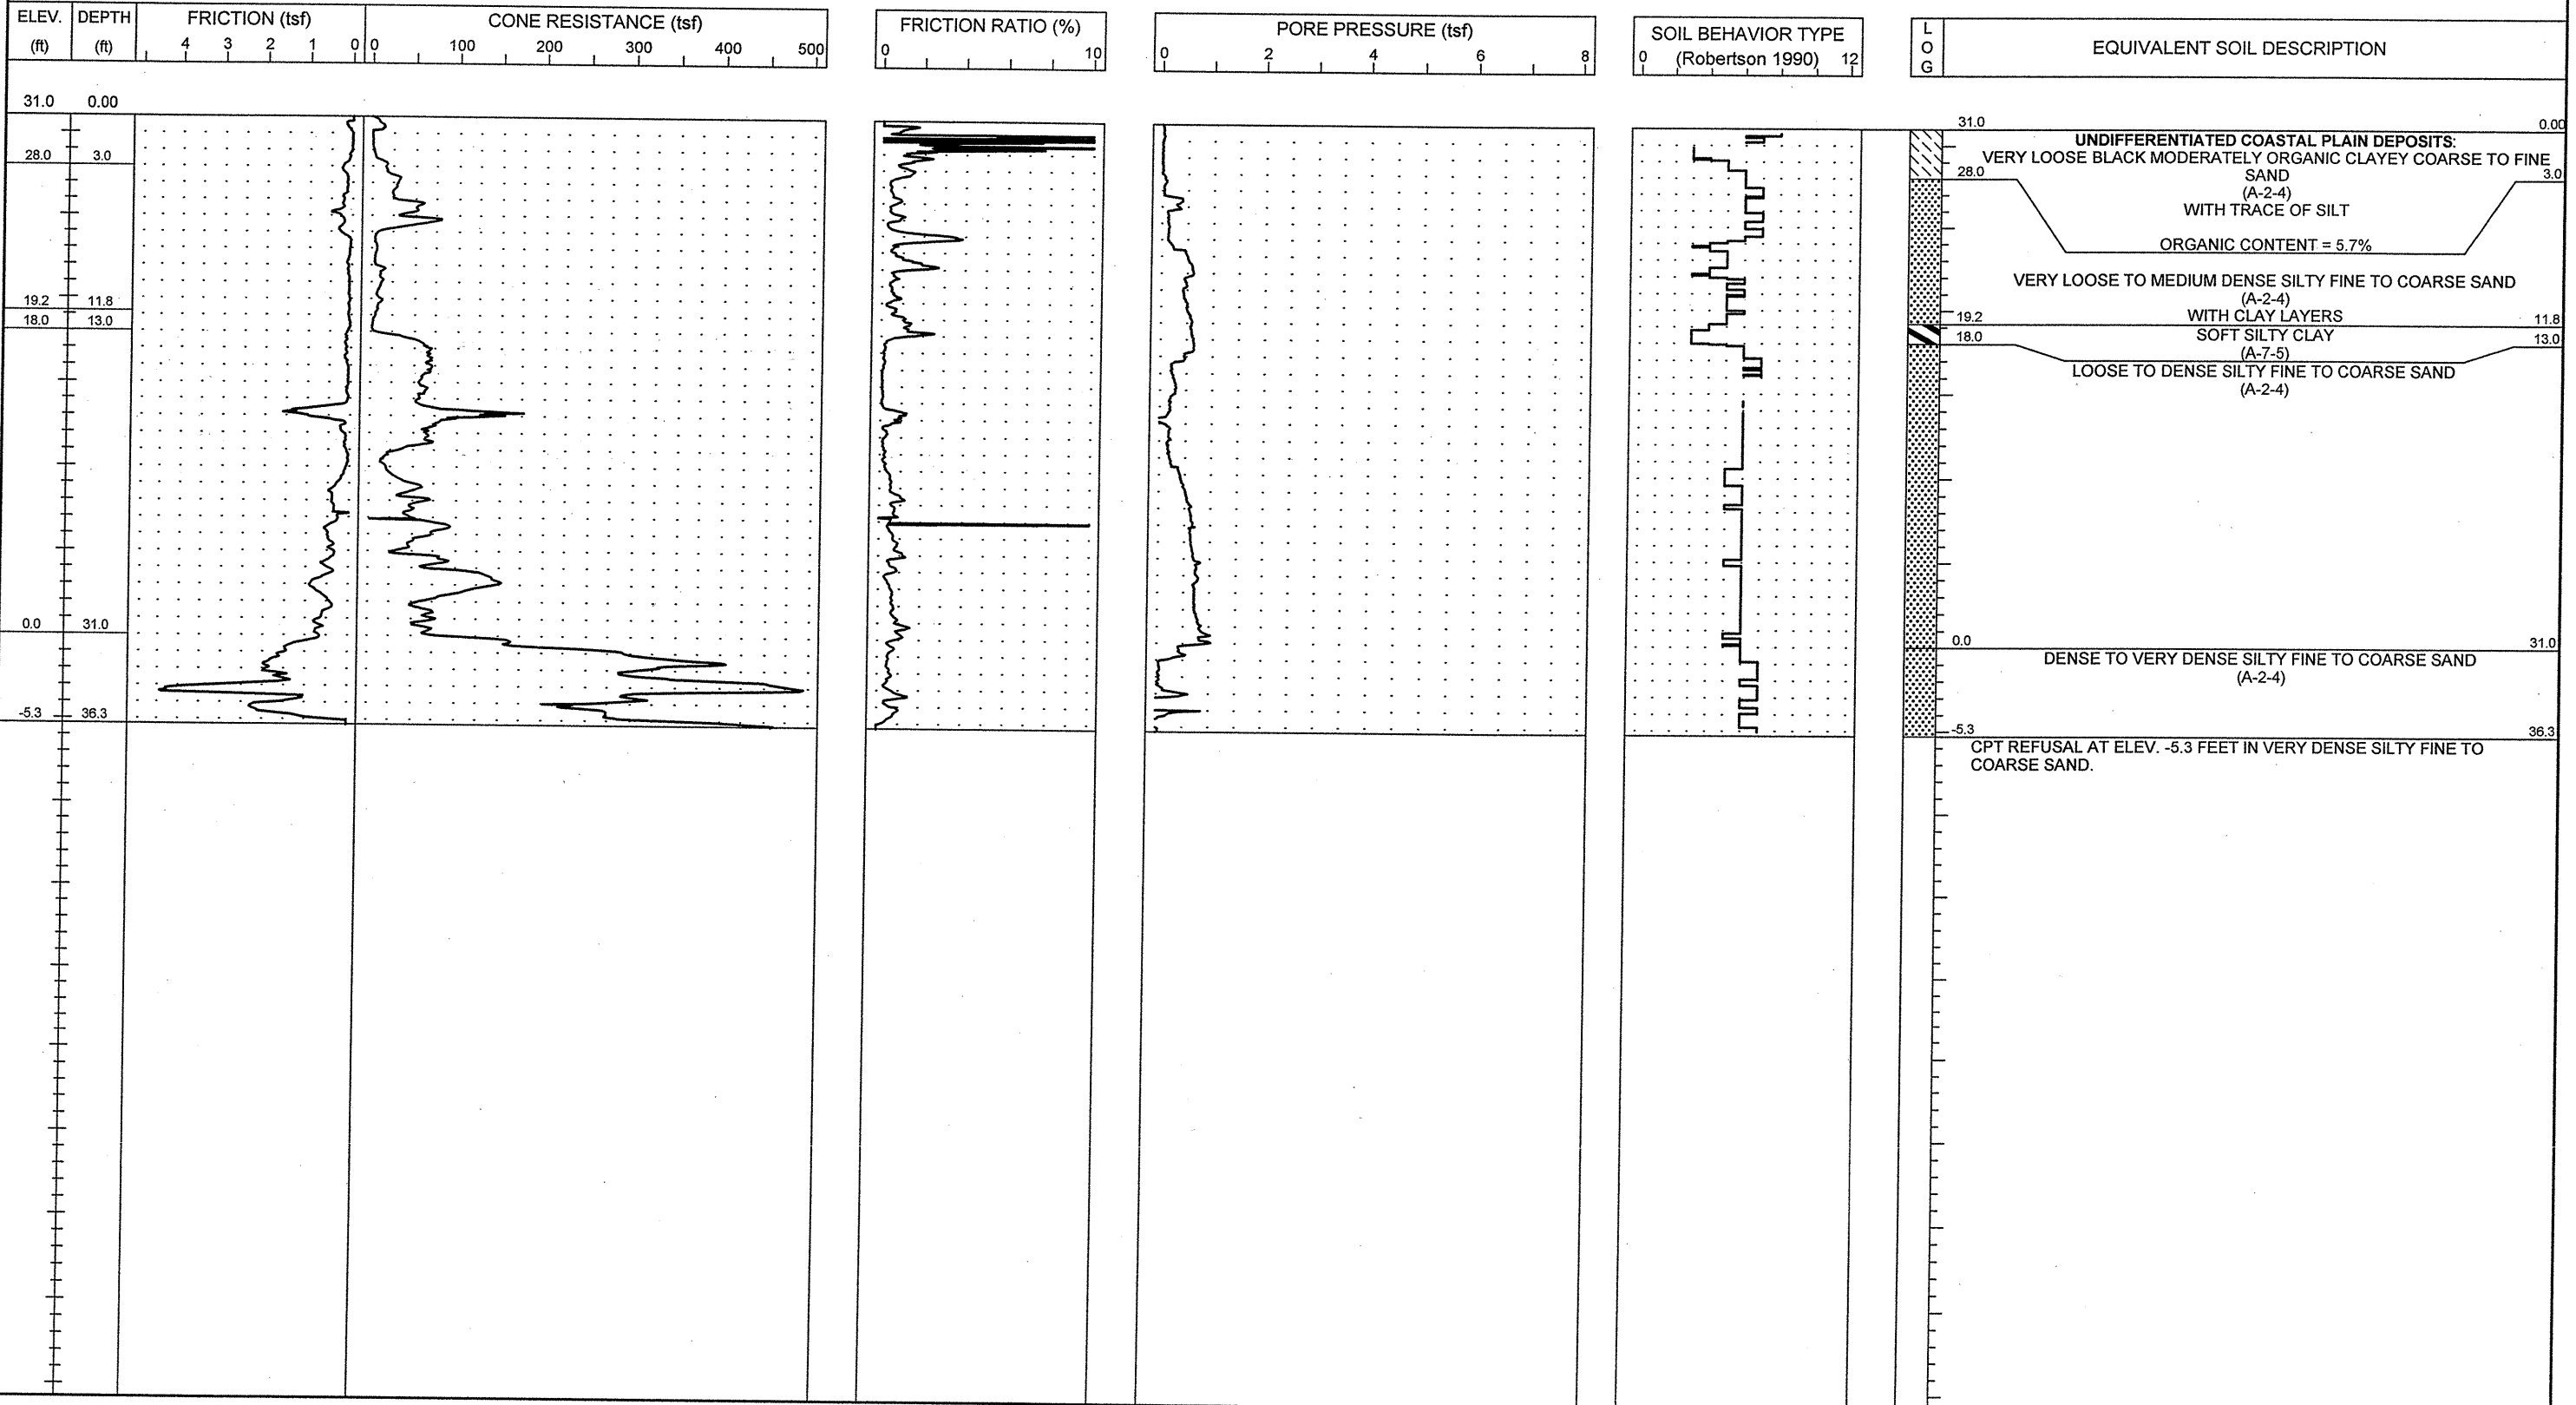 ELEV.
(ft)
DEPTH
(ft)
FRICTION (tsf)
4 3 2 1 0
CONE RESISTANCE (tsf)
0 100 200 300 400 500
FRICTION RATIO (%)
0 10
PORE PRESSURE (tsf)
0 2 4 6 8
SOIL BEHAVIOR TYPE
(Robertson 1990)
0 12
L
O
G
EQUIVALENT SOIL DESCRIPTION
31.0 0.00
28.0 3.0
19.2 11.8
18.0 13.0
0.0 31.0
-5.3 36.3
31.0 0.00
UNDIFFERENTIATED COASTAL PLAIN DEPOSITS:
VERY LOOSE BLACK MODERATELY ORGANIC CLAYEY COARSE TO FINE
SAND
28.0 3.0
(A-2-4)
WITH TRACE OF SILT
ORGANIC CONTENT = 5.7%
VERY LOOSE TO MEDIUM DENSE SILTY FINE TO COARSE SAND
(A-2-4)
WITH CLAY LAYERS
19.2 11.8
SOFT SILTY CLAY
18.0 13.0
(A-7-5)
LOOSE TO DENSE SILTY FINE TO COARSE SAND
(A-2-4)
0.0 31.0
DENSE TO VERY DENSE SILTY FINE TO COARSE SAND
(A-2-4)
-5.3 36.3
CPT REFUSAL AT ELEV. -5.3 FEET IN VERY DENSE SILTY FINE TO
COARSE SAND.